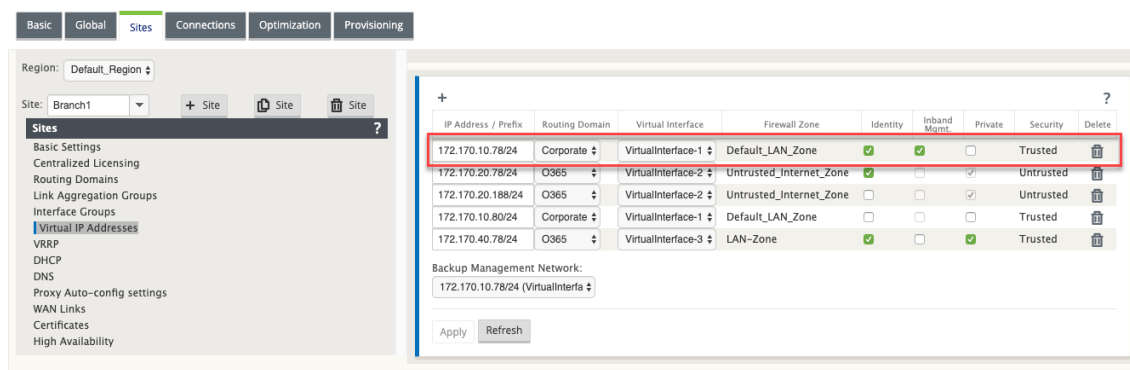 Basic Global Sites Connections Optimization Provisioning
Region: Default_Region
Site: Branch1 + Site Site Site
Sites ?
Basic Settings
Centralized Licensing
Routing Domains
Link Aggregation Groups
Interface Groups
Virtual IP Addresses
VRRP
DHCP
DNS
Proxy Auto-config settings
WAN Links
Certificates
High Availability
+ ?
IP Address / Prefix Routing Domain Virtual Interface Firewall Zone Identity Inband Mgmt. Private Security Delete
172.170.10.78/24 Corporate VirtualInterface-1 Default_LAN_Zone Trusted
172.170.20.78/24 O365 VirtualInterface-2 Untrusted_Internet_Zone Untrusted
172.170.20.188/24 O365 VirtualInterface-2 Untrusted_Internet_Zone Untrusted
172.170.10.80/24 Corporate VirtualInterface-1 Default_LAN_Zone Trusted
172.170.40.78/24 O365 VirtualInterface-3 LAN-Zone Trusted
Backup Management Network:
172.170.10.78/24 (VirtualInterfa
Apply Refresh